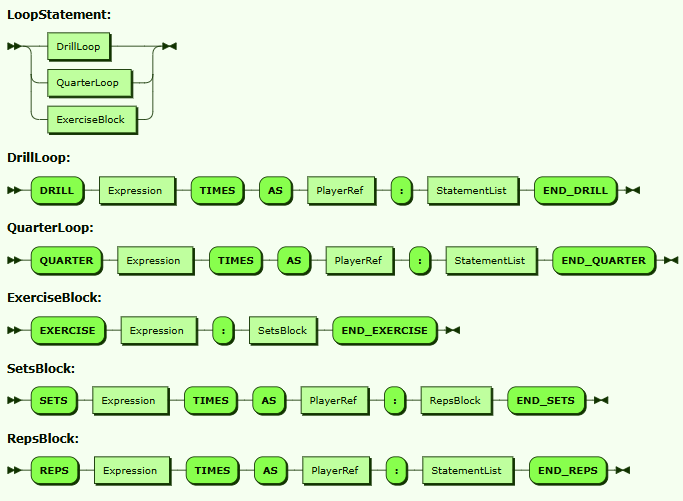 LoopStatement:
DrillLoop
QuarterLoop
ExerciseBlock
DrillLoop:
DRILL Expression TIMES AS PlayerRef : StatementList END_DRILL
QuarterLoop:
QUARTER Expression TIMES AS PlayerRef : StatementList END_QUARTER
ExerciseBlock:
EXERCISE Expression : SetsBlock END_EXERCISE
SetsBlock:
SETS Expression TIMES AS PlayerRef : RepsBlock END_SETS
RepsBlock:
REPS Expression TIMES AS PlayerRef : StatementList END_REPS